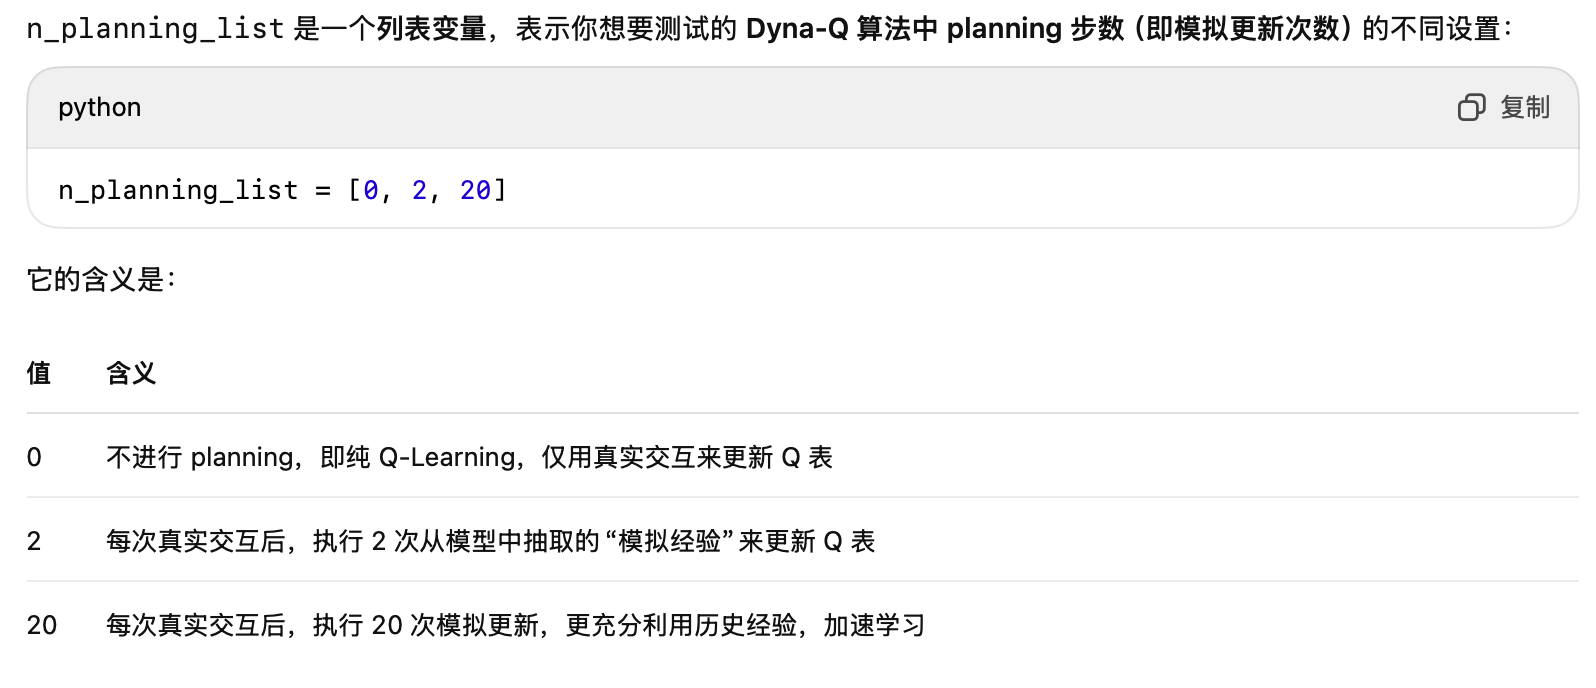 n_planning_list 是一个列表变量，表示你想要测试的 Dyna-Q 算法中 planning 步数（即模拟更新次数）的不同设置：
python
复制
n_planning_list = [0, 2, 20]
它的含义是：
值 含义
0 不进行 planning，即纯 Q-Learning，仅用真实交互来更新 Q 表
2 每次真实交互后，执行 2 次从模型中抽取的“模拟经验”来更新 Q 表
20 每次真实交互后，执行 20 次模拟更新，更充分利用历史经验，加速学习